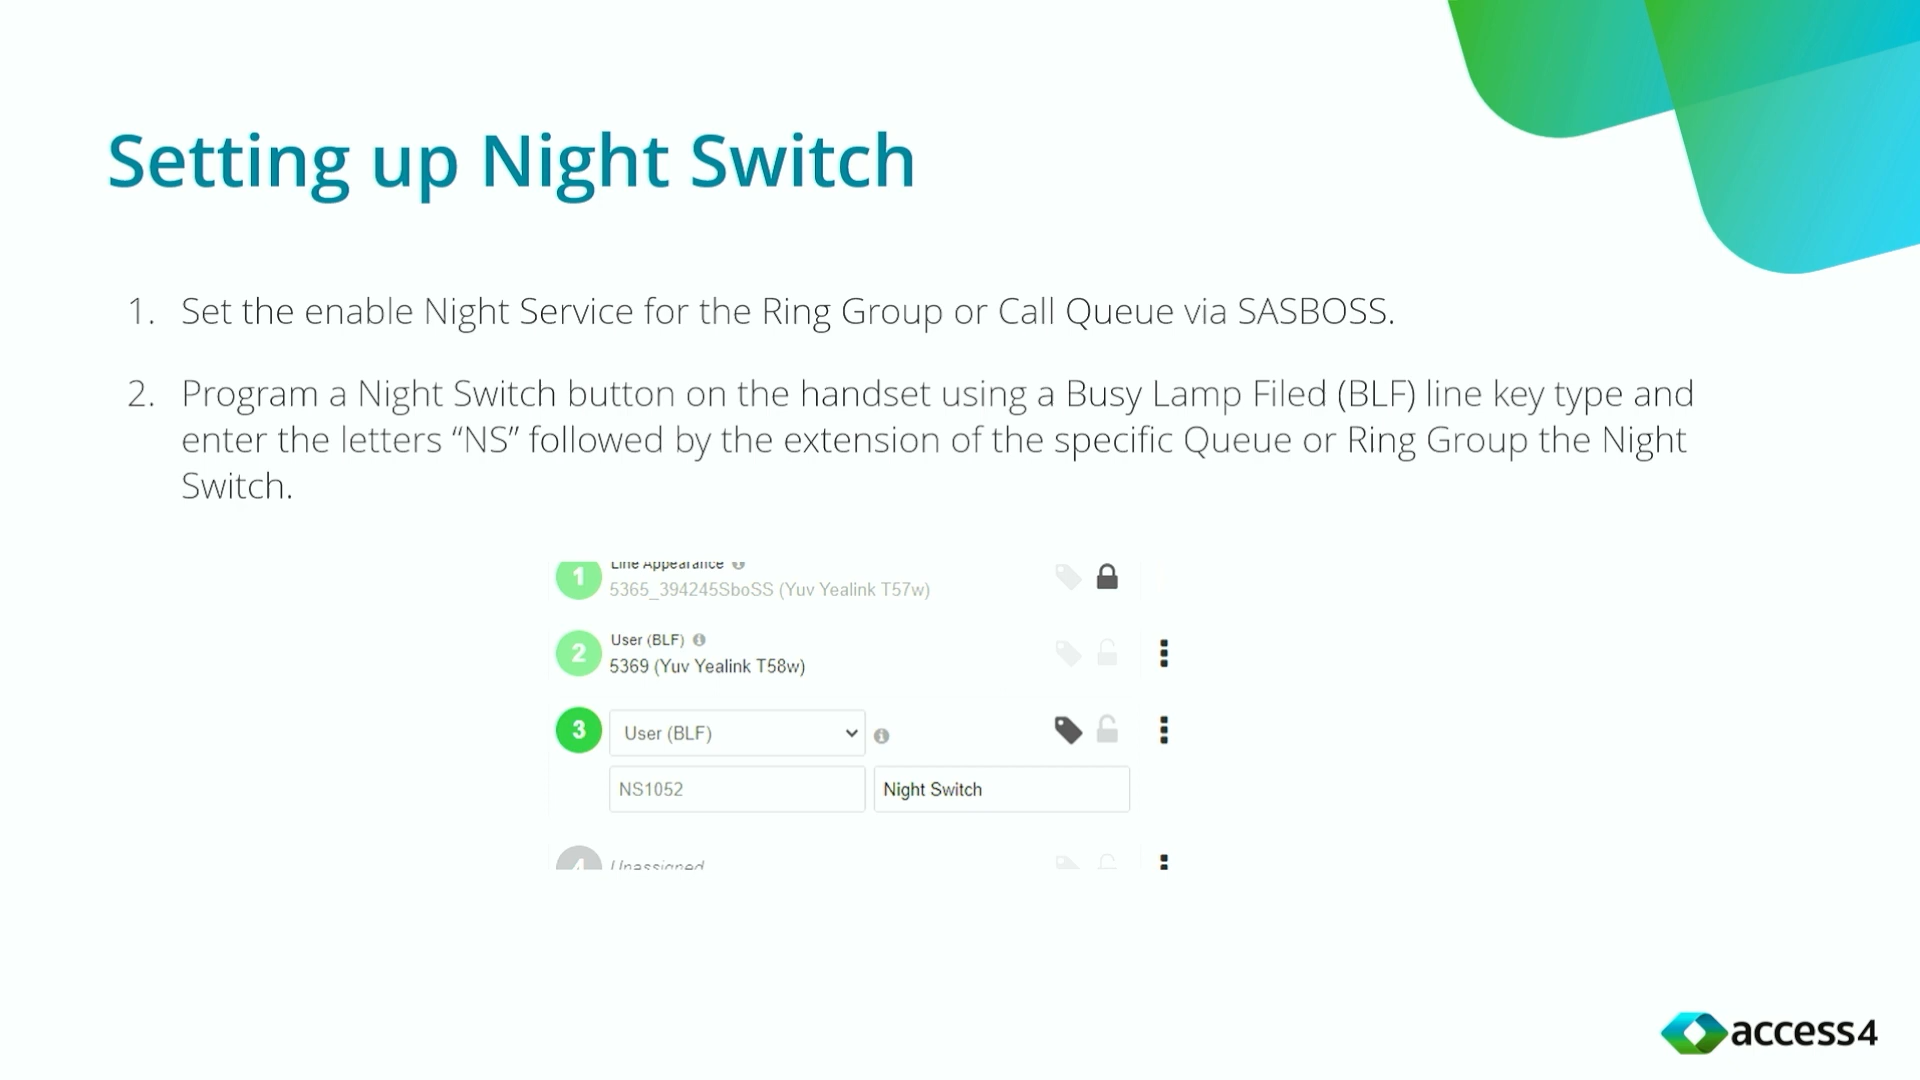 Setting up Night Switch
1. Set the enable Night Service for the Ring Group or Call Queue via SASBOSS.
2. Program a Night Switch button on the handset using a Busy Lamp Filed (BLF) line key type and
enter the letters “NS” followed by the extension of the specific Queue or Ring Group the Night
Switch.
1 Line Appearance
5365_394245SboSS (Yuv Yealink T57w)
2 User (BLF)
5369 (Yuv Yealink T58w)
3 User (BLF)
NS1052 Night Switch
4 Unassigned
access4